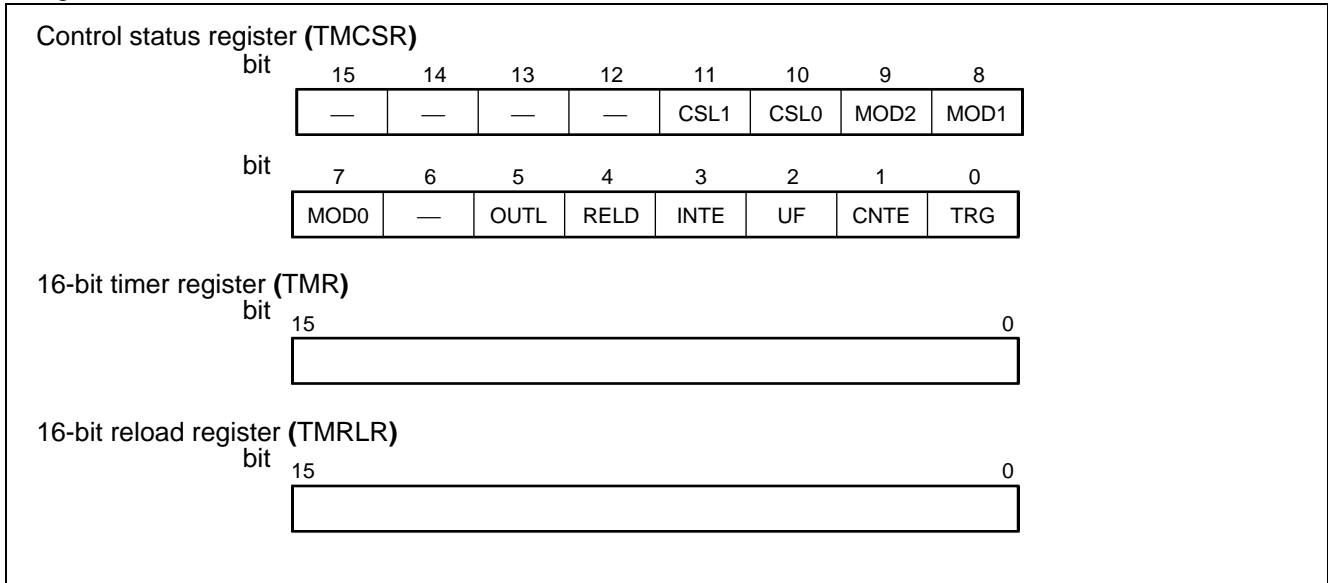 Control status register (TMCSR)
bit 15 14 13 12 11 10 9 8
— — — — CSL1 CSL0 MOD2 MOD1
bit 7 6 5 4 3 2 1 0
MOD0 — OUTL RELD INTE UF CNTE TRG
16-bit timer register (TMR)
bit 15 0
16-bit reload register (TMRLR)
bit 15 0